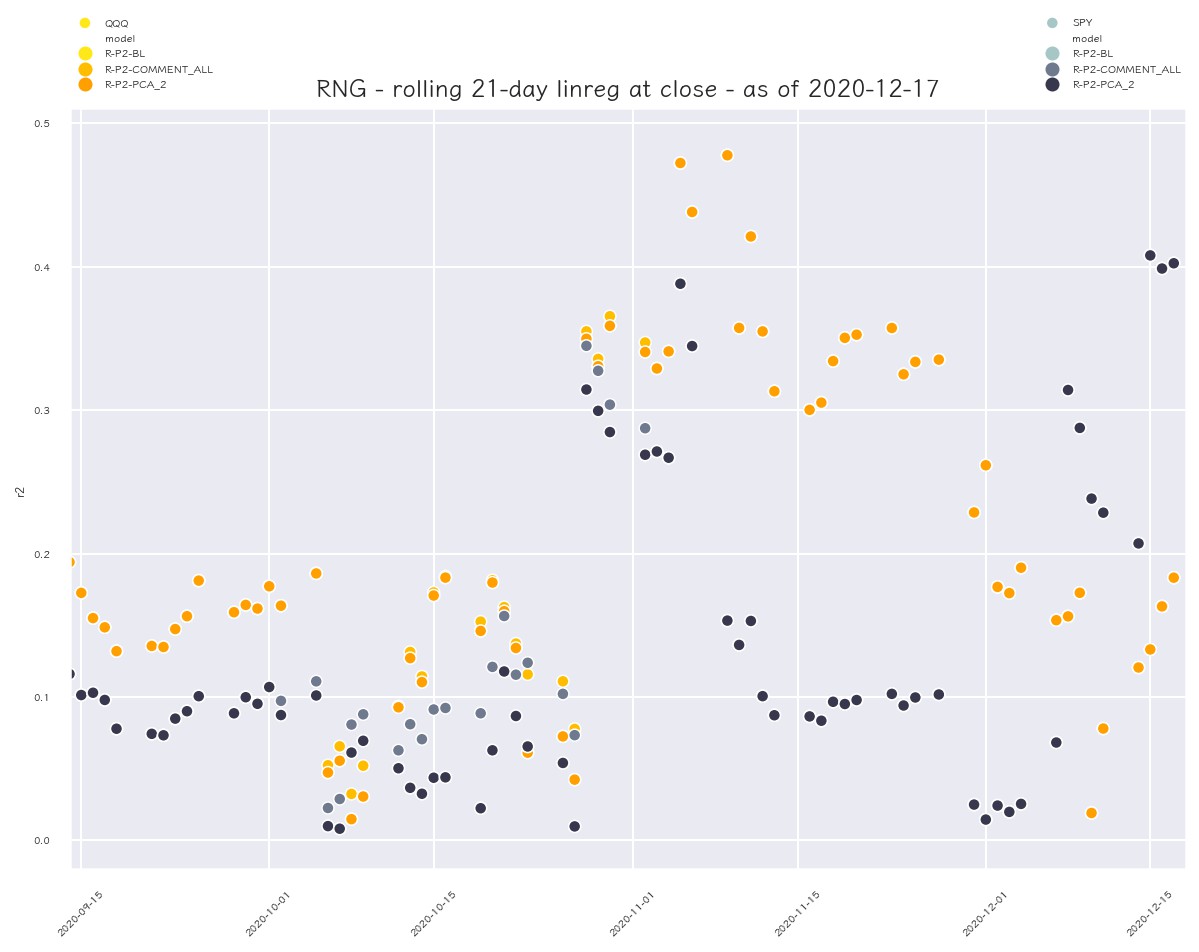 QQQ
model
R-P2-BL
R-P2-COMMENT_ALL
R-P2-PCA_2
SPY
model
R-P2-BL
R-P2-COMMENT_ALL
R-P2-PCA_2
RNG - rolling 21-day linreg at close - as of 2020-12-17
0.5
0.4
0.3
0.2
0.1
0.0
r2
2020-09-15
2020-10-01
2020-10-15
2020-11-01
2020-11-15
2020-12-01
2020-12-15